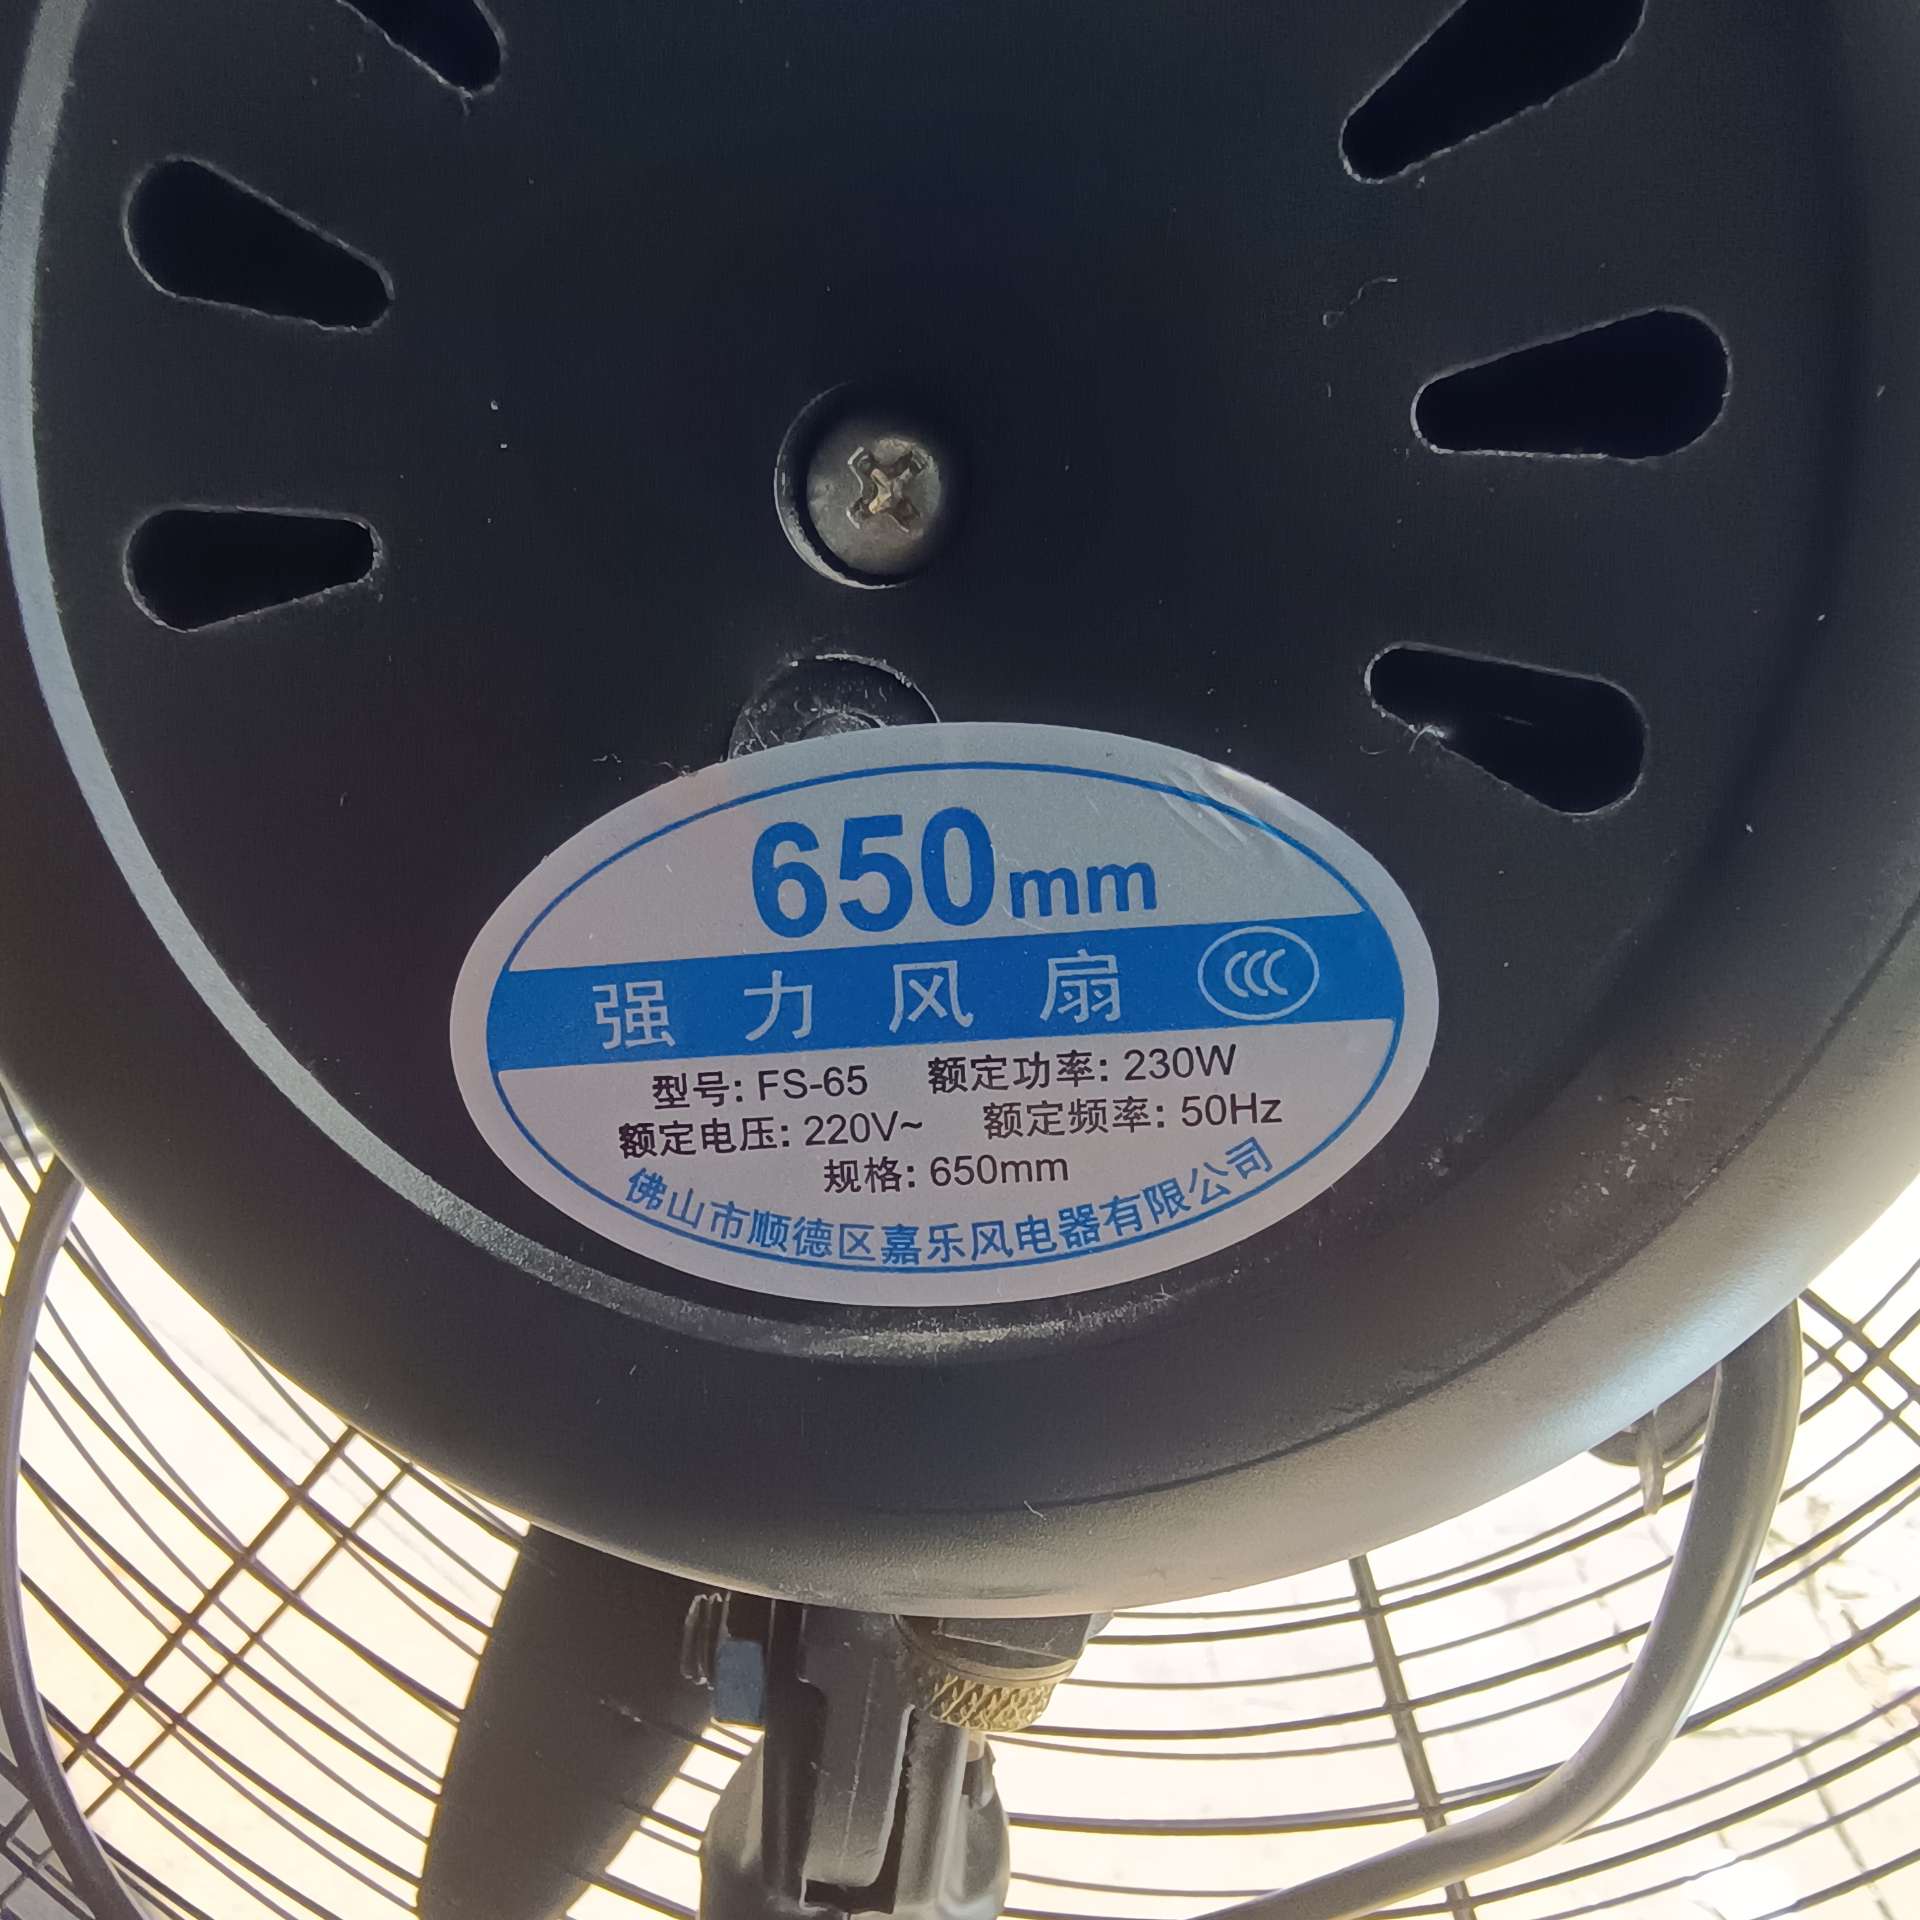 650mm
强力风扇 CCC
型号: FS-65 额定功率: 230W
额定电压: 220V~ 额定频率: 50Hz
规格: 650mm
佛山市顺德区嘉乐风电器有限公司